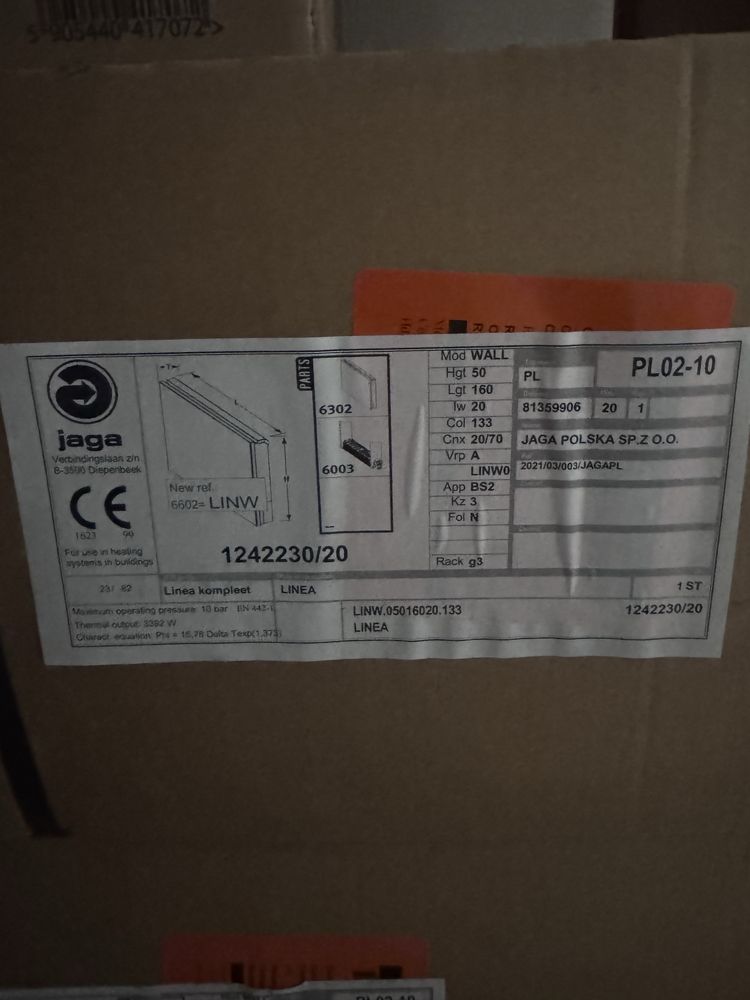 5 905440 417072 >
jaga
Verbindingslaan z/n
B-3590 Diepenbeek
CE
1623 99
For use in heating
systems in buildings
T
H
New ref.
6602= LINW
1242230/20
PARTS
6302
6003
Mod WALL
Hgt 50
Lgt 160
Iw 20
Col 133
Cnx 20/70
Vrp A
LINW0
App BS2
Kz 3
Fol N
Rack g3
PL
PL02-10
81359906 20 1
JAGA POLSKA SP.Z O.O.
2021/03/003/JAGAPL
23/ 82
Linea kompleet
LINEA
1 ST
Maximum operating pressure: 10 bar EN 442-1
Thermal output: 3392 W
Charact. equation: Phi = 15,78 Delta Texp(1,373)
LINW.05016020.133
LINEA
1242230/20